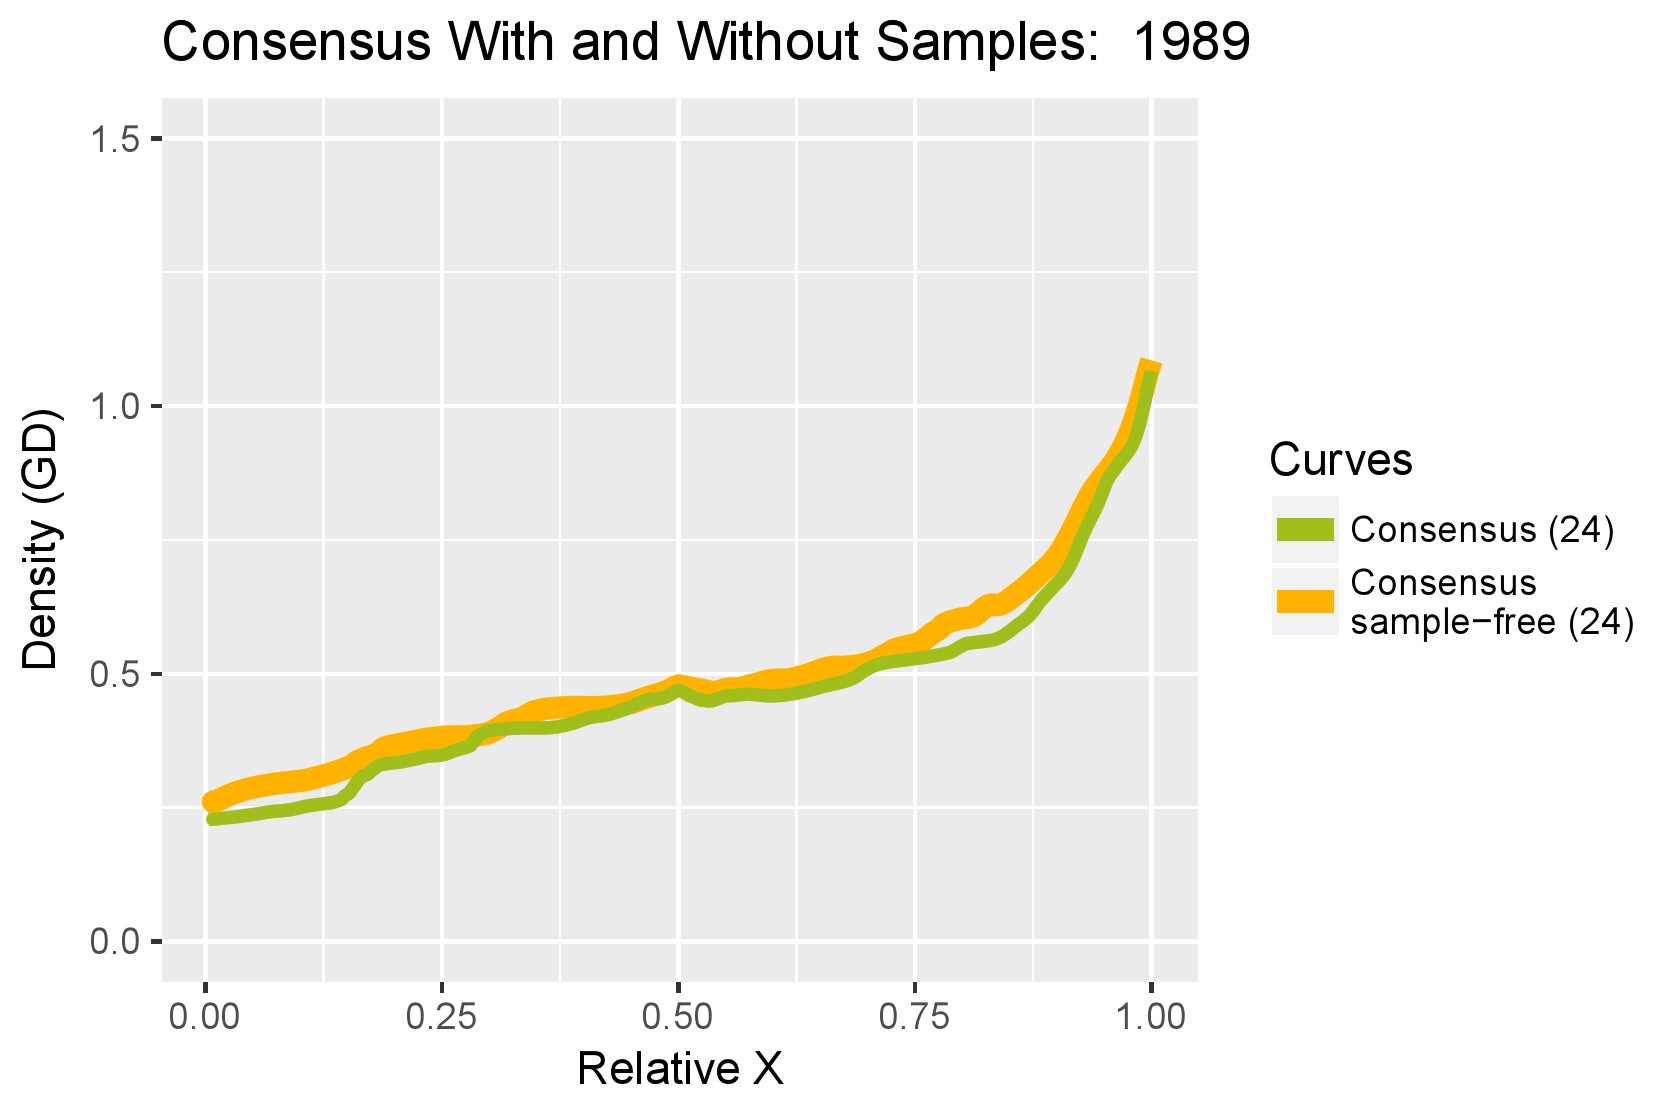 Consensus With and Without Samples:  1989
1.5
1.0
0.5
0.0
Density (GD)
0.00 0.25 0.50 0.75 1.00
Relative X
Curves
Consensus (24)
Consensus
sample−free (24)